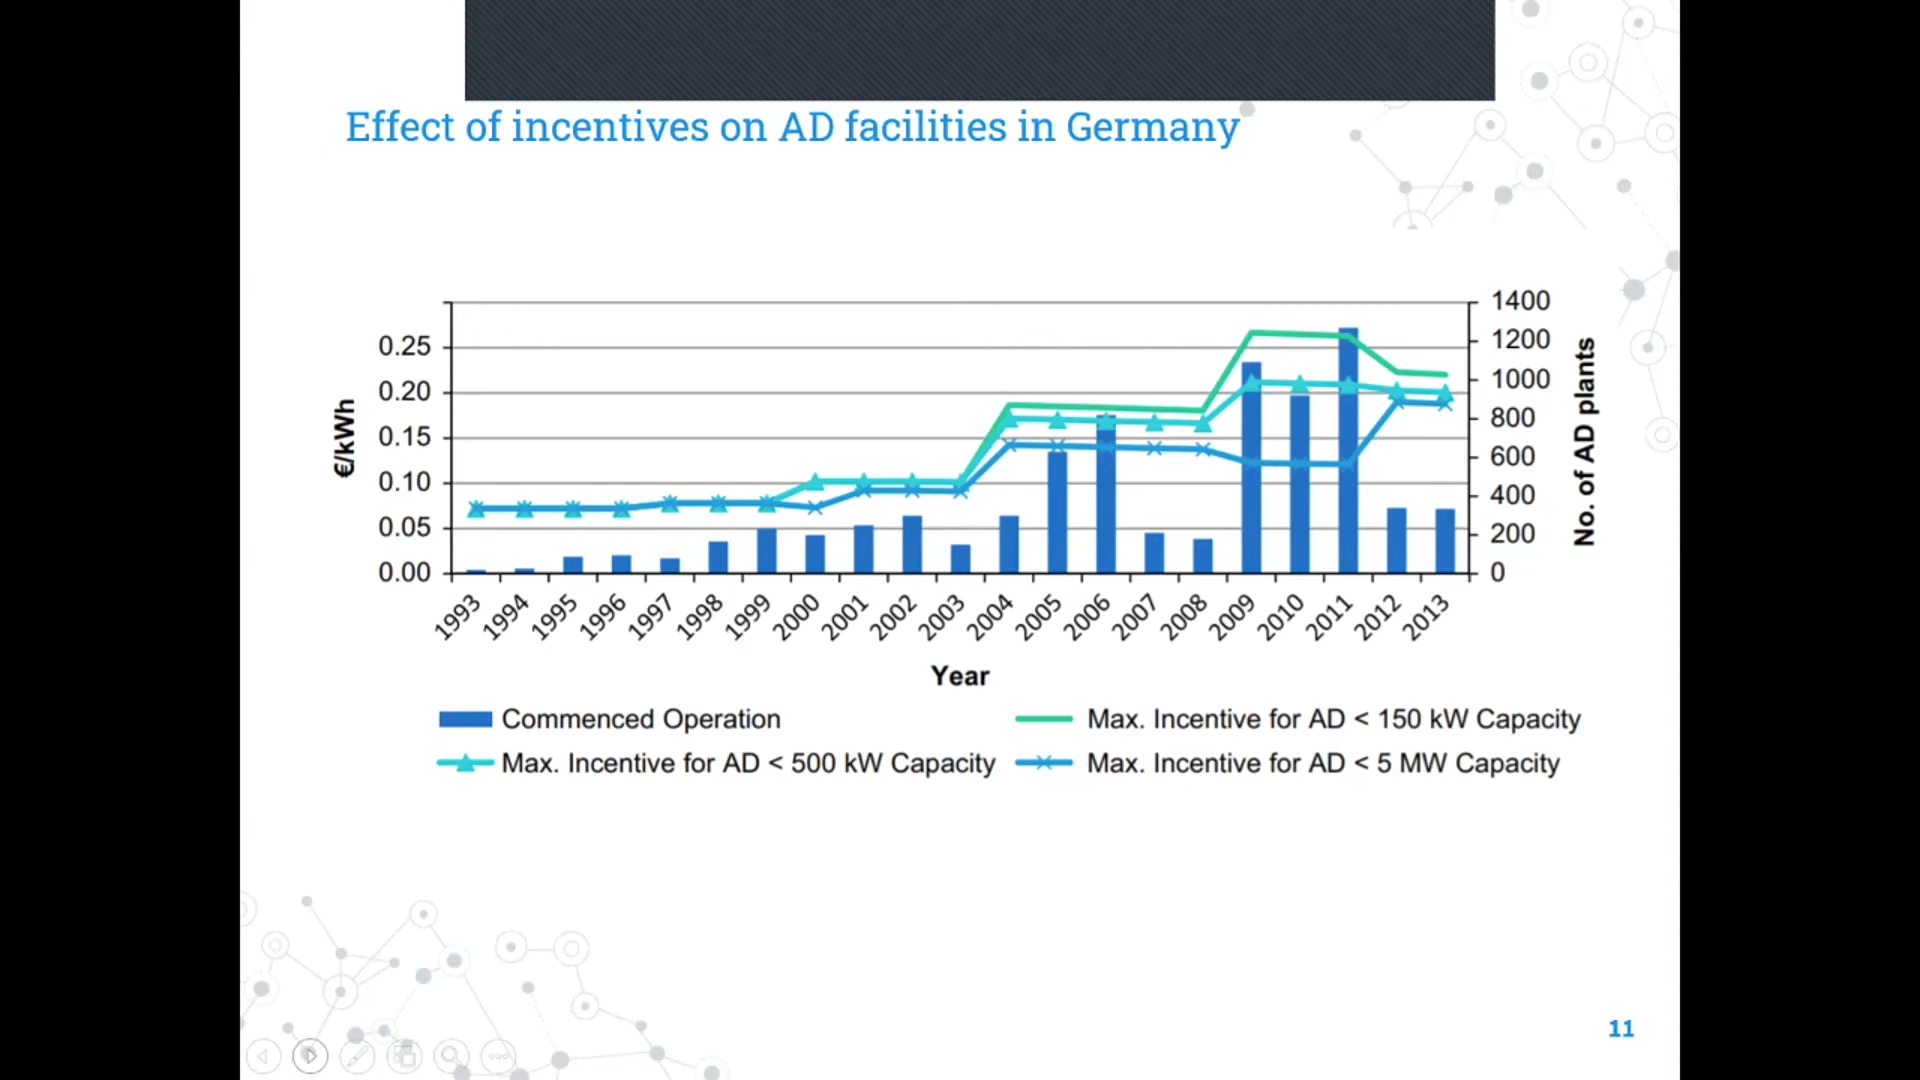 Effect of incentives on AD facilities in Germany
€/kWh
0.25
0.20
0.15
0.10
0.05
0.00
1400
1200
1000
800
600
400
200
0
No. of AD plants
1993 1994 1995 1996 1997 1998 1999 2000 2001 2002 2003 2004 2005 2006 2007 2008 2009 2010 2011 2012 2013
Year
Commenced Operation
Max. Incentive for AD < 150 kW Capacity
Max. Incentive for AD < 500 kW Capacity
Max. Incentive for AD < 5 MW Capacity
11